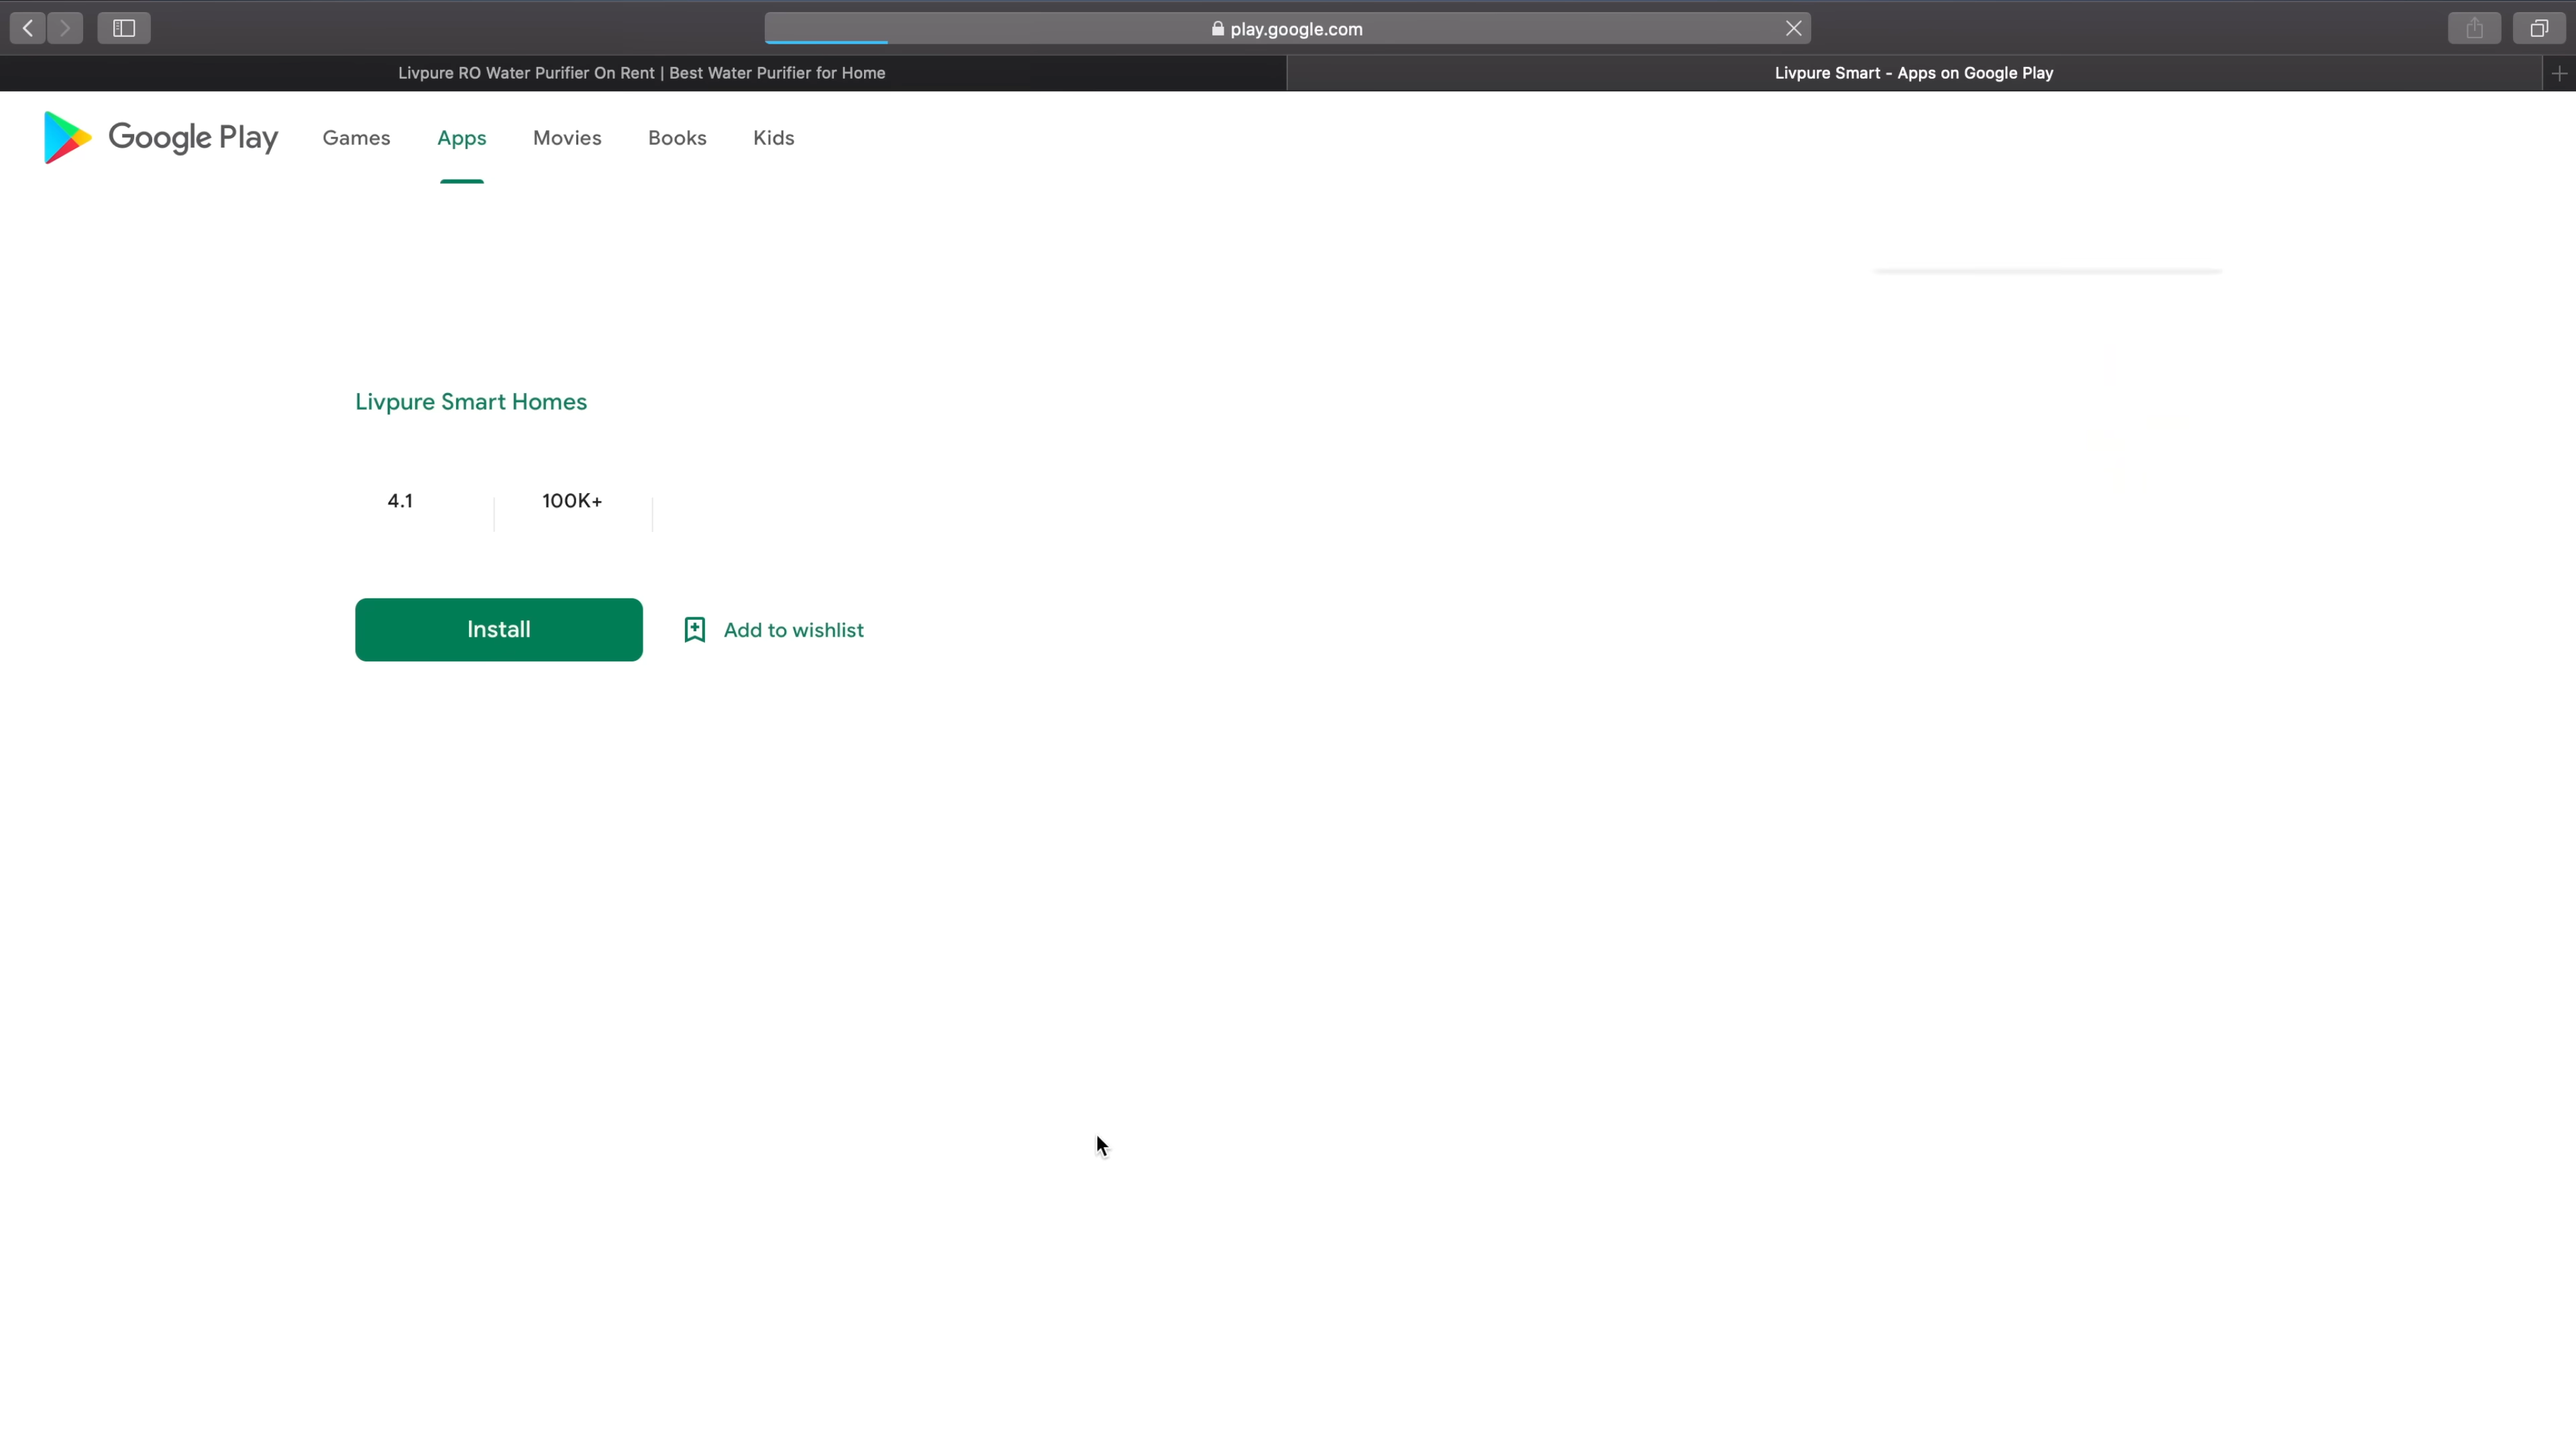 play.google.com
Livpure RO Water Purifier On Rent | Best Water Purifier for Home
Livpure Smart - Apps on Google Play
Google Play
Games
Apps
Movies
Books
Kids
Livpure Smart Homes
4.1
100K+
Install
Add to wishlist